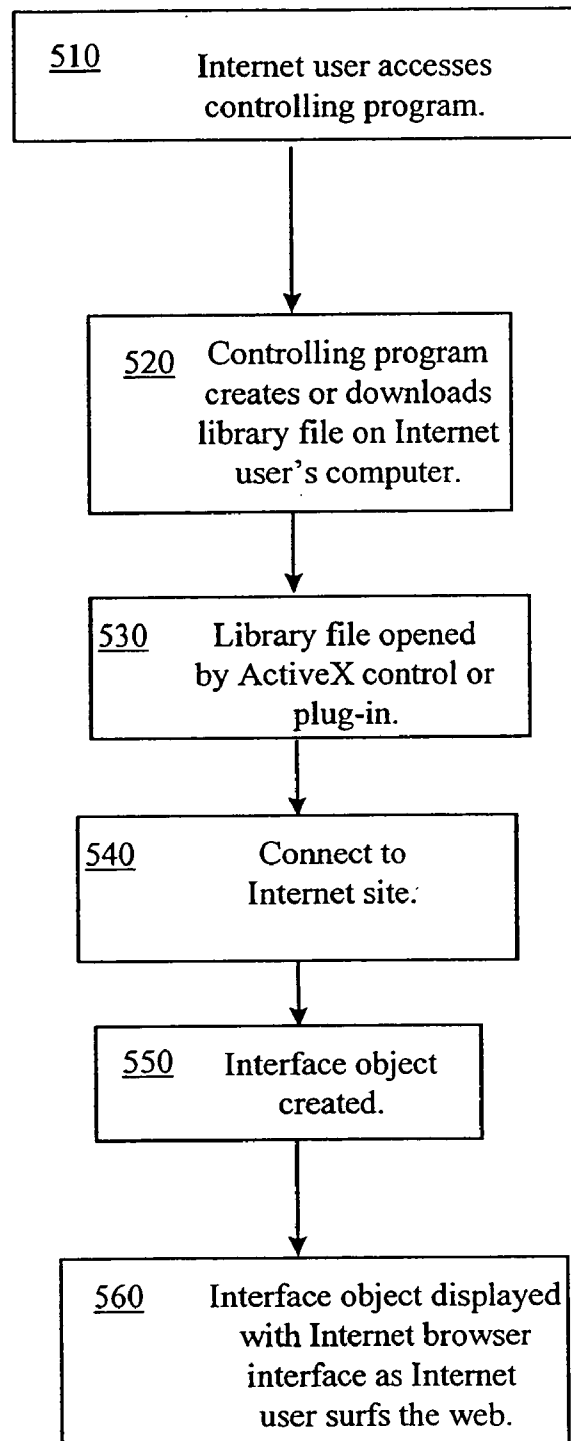 510 Internet user accesses
controlling program.
520 Controlling program
creates or downloads
library file on Internet
user's computer.
530 Library file opened
by ActiveX control or
plug-in.
540 Connect to
Internet site.
550 Interface object
created.
560 Interface object displayed
with Internet browser
interface as Internet
user surfs the web.